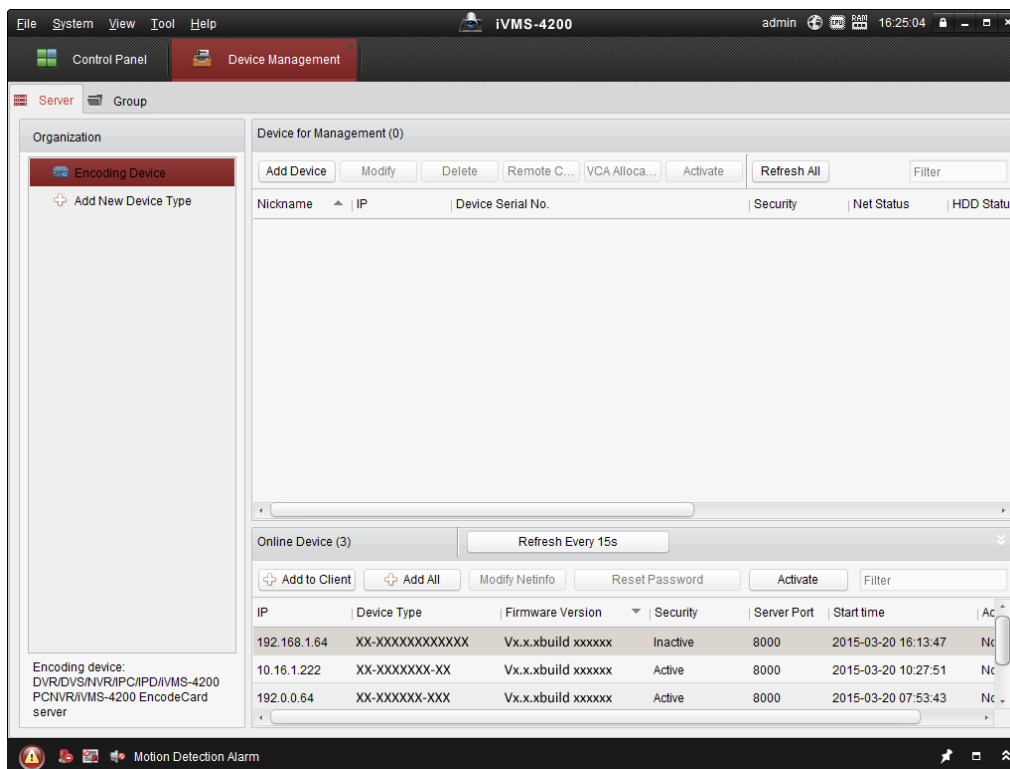 File System View Tool Help iVMS-4200 admin CPU RAM 16:25:04
Control Panel Device Management
Server Group
Organization
Encoding Device
Add New Device Type
Encoding device:
DVR/DVS/NVR/IPC/IPD/iVMS-4200
PCNVR/iVMS-4200 EncodeCard
server
Device for Management (0)
Add Device Modify Delete Remote C... VCA Alloca... Activate Refresh All Filter
Nickname IP Device Serial No. Security Net Status HDD Statu
Online Device (3) Refresh Every 15s
Add to Client Add All Modify Netinfo Reset Password Activate Filter
IP Device Type Firmware Version Security Server Port Start time Ac
192.168.1.64 XX-XXXXXXXXXXXX Vx.x.xbuild xxxxxx Inactive 8000 2015-03-20 16:13:47 No
10.16.1.222 XX-XXXXXXX-XX Vx.x.xbuild xxxxxx Active 8000 2015-03-20 10:27:51 No
192.0.0.64 XX-XXXXXX-XXX Vx.x.xbuild xxxxxx Active 8000 2015-03-20 07:53:43 No
Motion Detection Alarm